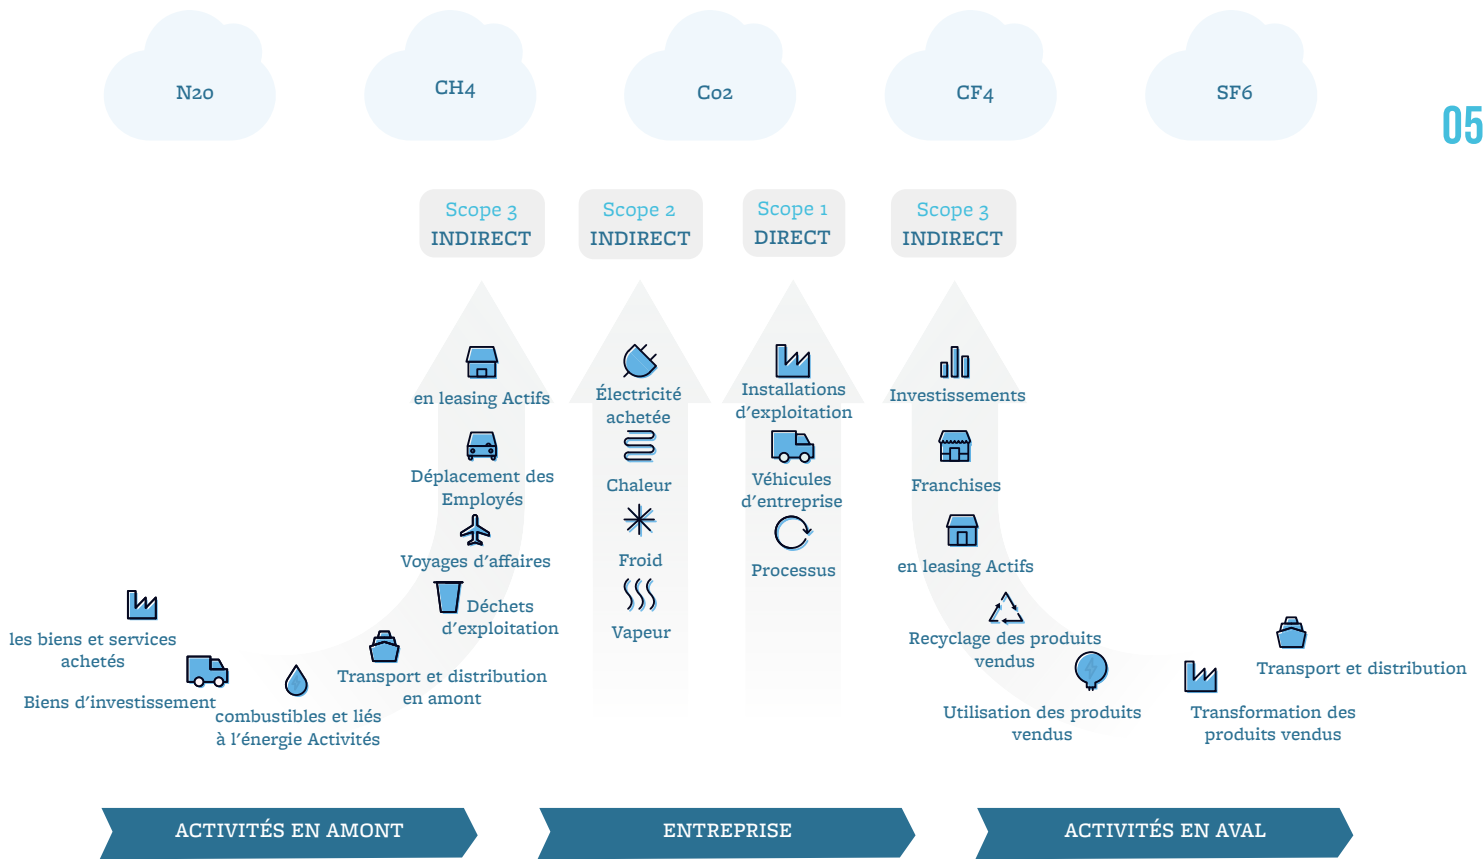 N2o
CH4
Co2
CF4
SF6
05
Scope 3
INDIRECT
Scope 2
INDIRECT
Scope 1
DIRECT
Scope 3
INDIRECT
en leasing Actifs
Déplacement des
Employés
Voyages d'affaires
Déchets
d'exploitation
Transport et distribution
en amont
combustibles et liés
à l'énergie Activités
Biens d'investissement
les biens et services
achetés
Électricité
achetée
Chaleur
Froid
Vapeur
Installations
d'exploitation
Véhicules
d'entreprise
Processus
Investissements
Franchises
en leasing Actifs
Recyclage des produits
vendus
Utilisation des produits
vendus
Transformation des
produits vendus
Transport et distribution
ACTIVITÉS EN AMONT
ENTREPRISE
ACTIVITÉS EN AVAL